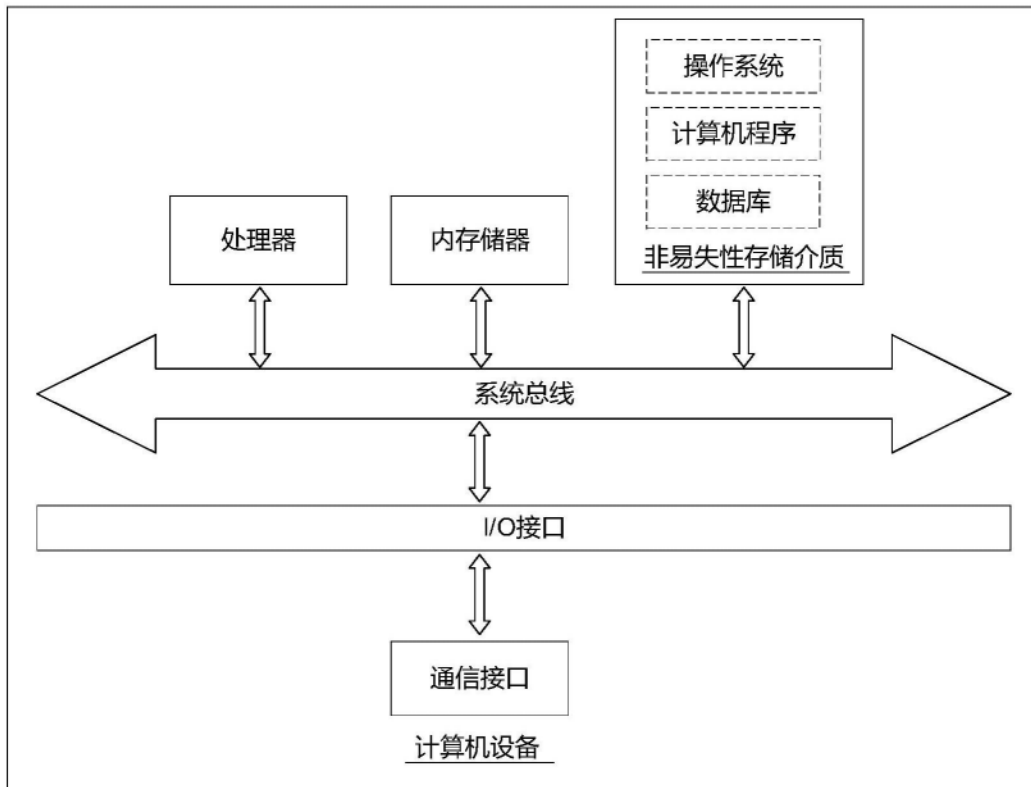 操作系统
计算机程序
数据库
非易失性存储介质
处理器
内存储器
系统总线
I/O接口
通信接口
计算机设备